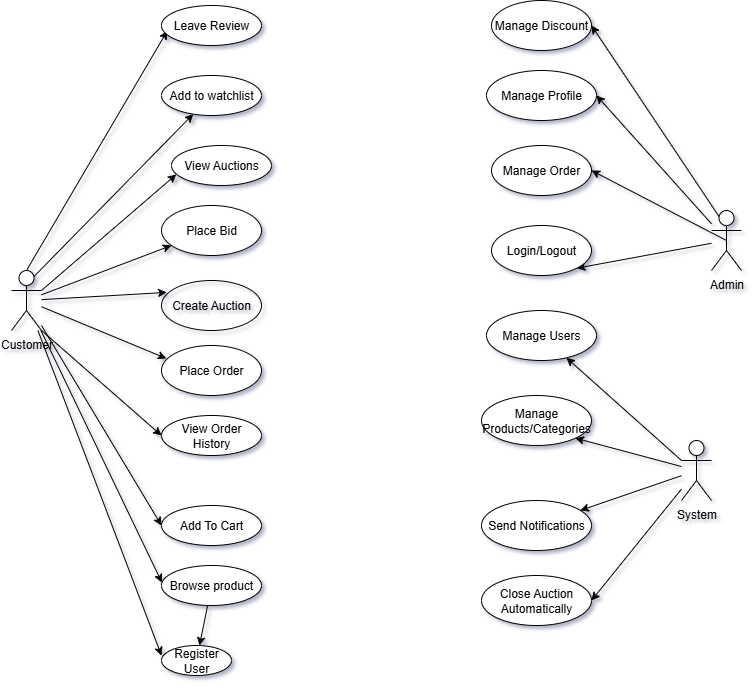 Leave Review
Manage Discount
Add to watchlist
Manage Profile
View Auctions
Manage Order
Place Bid
Login/Logout
Admin
Create Auction
Manage Users
Customer
Place Order
View Order
History
Manage
Products/Categories
System
Add To Cart
Send Notifications
Browse product
Close Auction
Automatically
Register
User